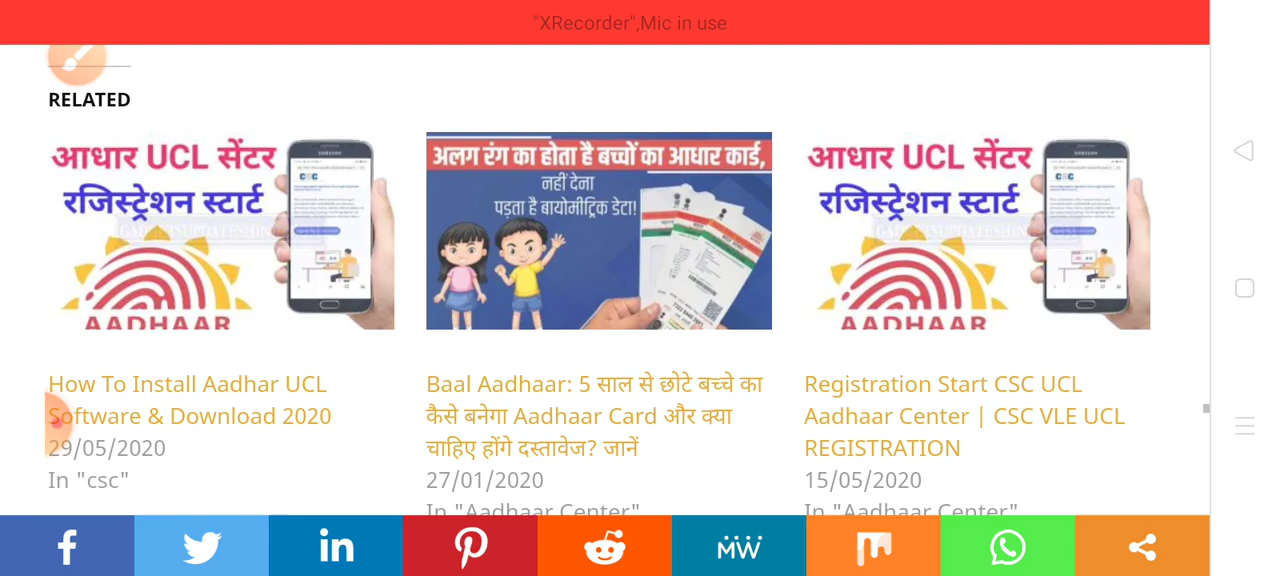 "XRecorder",Mic in use
RELATED
आधार UCL सेंटर
रजिस्ट्रेशन स्टार्ट
GADGETSUPDATESHINDI
CSC
AADHAAR
अलग रंग का होता है बच्चों का आधार कार्ड,
नहीं देना
पड़ता है बायोमीट्रिक डेटा!
आधार UCL सेंटर
रजिस्ट्रेशन स्टार्ट
CSC
AADHAAR
How To Install Aadhar UCL
Software & Download 2020
29/05/2020
In "csc"
Baal Aadhaar: 5 साल से छोटे बच्चे का
कैसे बनेगा Aadhaar Card और क्या
चाहिए होंगे दस्तावेज? जानें
27/01/2020
In "Aadhaar Center"
Registration Start CSC UCL
Aadhaar Center | CSC VLE UCL
REGISTRATION
15/05/2020
In "Aadhaar Center"